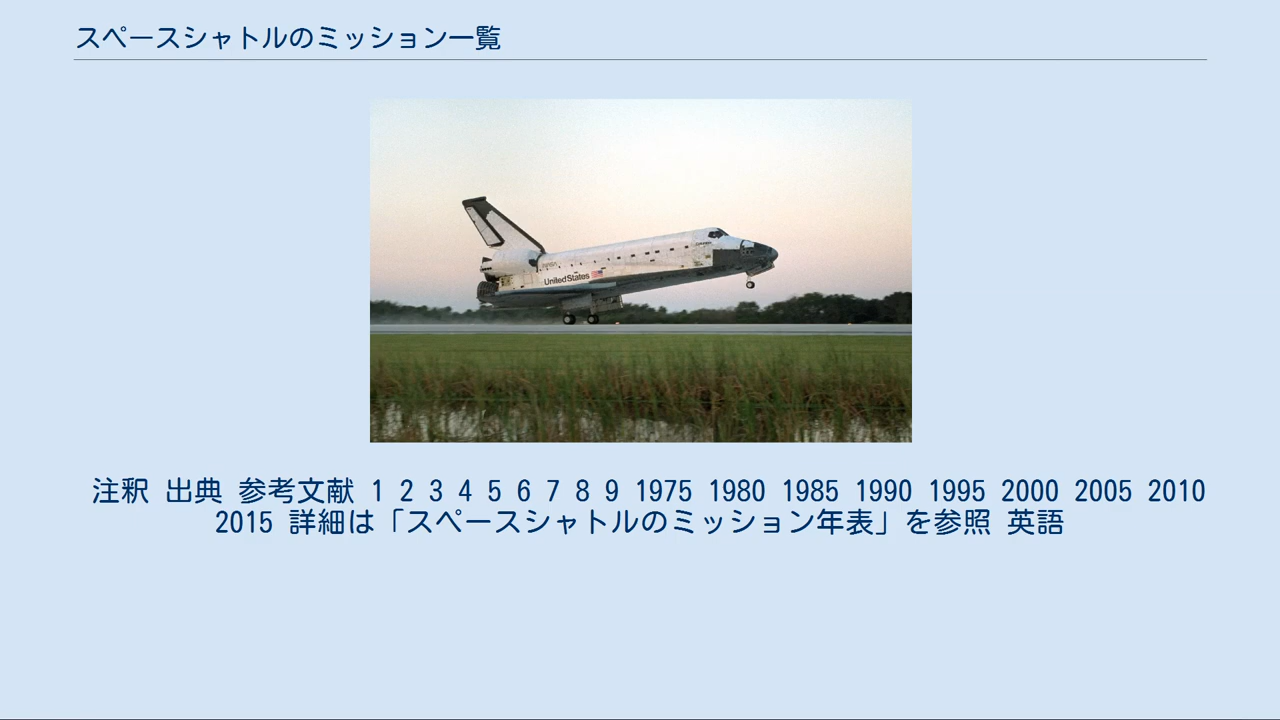 スペースシャトルのミッション一覧
United States
注釈 出典 参考文献 1 2 3 4 5 6 7 8 9 1975 1980 1985 1990 1995 2000 2005 2010
2015 詳細は「スペースシャトルのミッション年表」を参照 英語